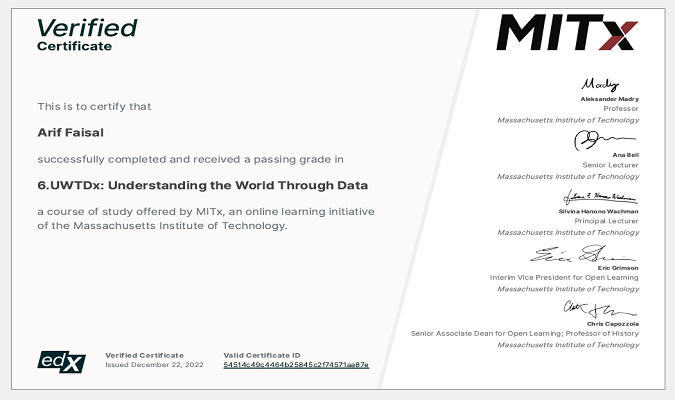 Verified
Certificate
MITx
This is to certify that
Arif Faisal
successfully completed and received a passing grade in
6.UWTDx: Understanding the World Through Data
a course of study offered by MITx, an online learning initiative
of the Massachusetts Institute of Technology.
Aleksander Madry
Professor
Massachusetts Institute of Technology
Ana Bell
Senior Lecturer
Massachusetts Institute of Technology
Silvina Hanono Wachman
Principal Lecturer
Massachusetts Institute of Technology
Eric Grimson
Interim Vice President for Open Learning
Massachusetts Institute of Technology
Chris Capozzola
Senior Associate Dean for Open Learning; Professor of History
Massachusetts Institute of Technology
edX
Verified Certificate
Issued December 22, 2022
Valid Certificate ID
54514c49c4464b25845c2f74571aa87e